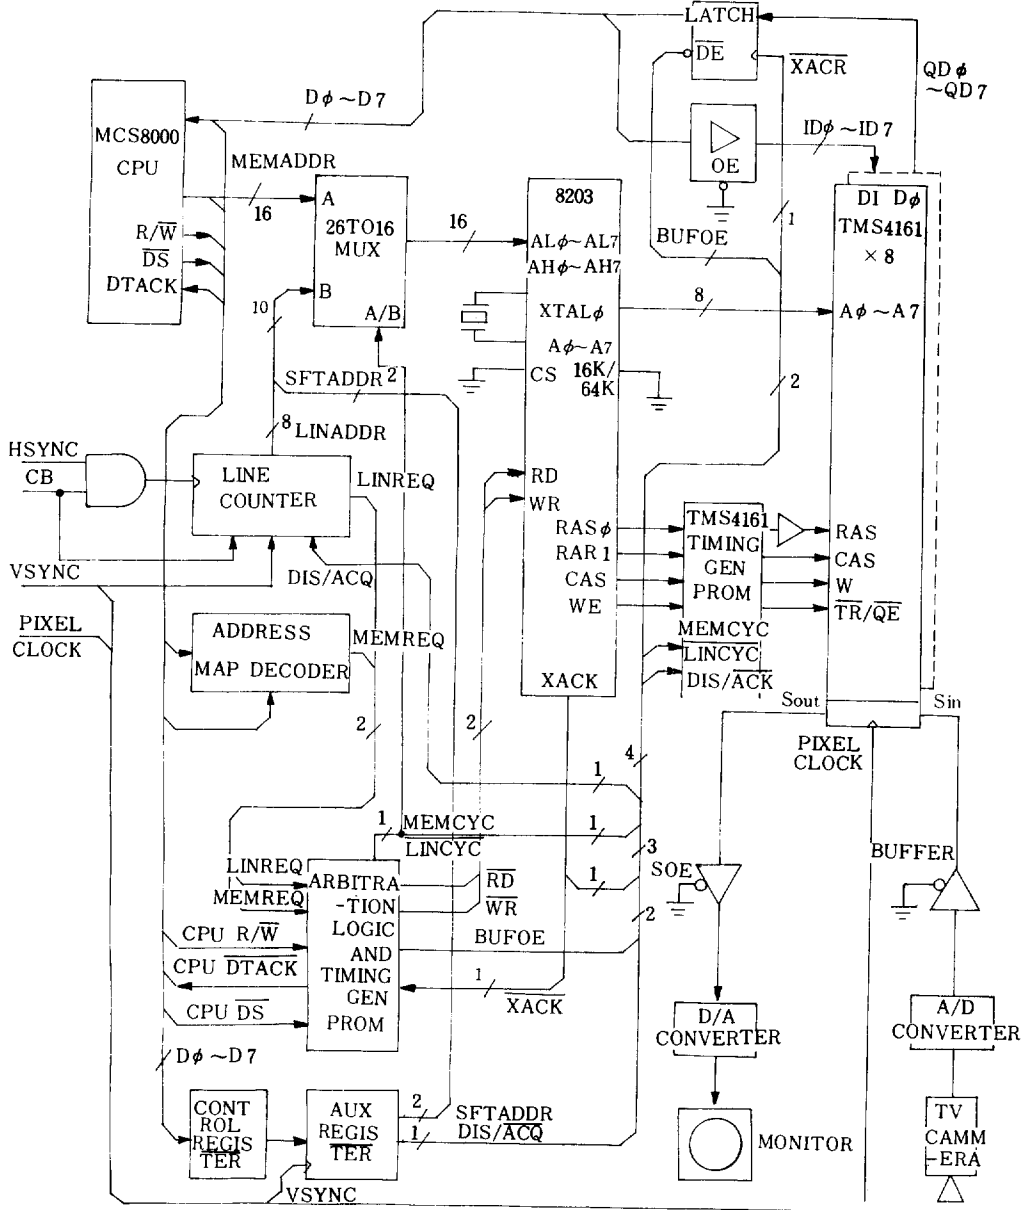 LATCH
DE
XACR
QDφ
~QD7
Dφ~D7
MCS8000
CPU
MEMADDR
16
R/W
DS
DTACK
A
26TO16
MUX
B
A/B
10
16
8203
ALφ~AL7
AHφ~AH7
XTALφ
Aφ~A7
16K/
64K
CS
OE
IDφ~ID7
BUFOE
1
DI Dφ
TMS4161
×8
8
Aφ~A7
2
SFTADDR
2
8
LINADDR
HSYNC
CB
LINE
COUNTER
LINREQ
VSYNC
DIS/ACQ
RD
WR
RASφ
RAR1
CAS
WE
XACK
TMS4161
TIMING
GEN
PROM
MEMCYC
LINCYC
DIS/ACK
RAS
CAS
W
TR/QE
PIXEL
CLOCK
ADDRESS
MAP DECODER
MEMREQ
2
2
Sout
Sin
PIXEL
CLOCK
4
1
1
MEMCYC
LINCYC
1
3
1
2
SOE
BUFFER
LINREQ
MEMREQ
ARBITRA
-TION
LOGIC
AND
TIMING
GEN
PROM
RD
WR
BUFOE
CPU R/W
CPU DTACK
CPU DS
1
XACK
D/A
CONVERTER
A/D
CONVERTER
Dφ~D7
CONT
ROL
REGIS
TER
AUX
REGIS
TER
2
1
SFTADDR
DIS/ACQ
MONITOR
TV
CAMM
-ERA
VSYNC